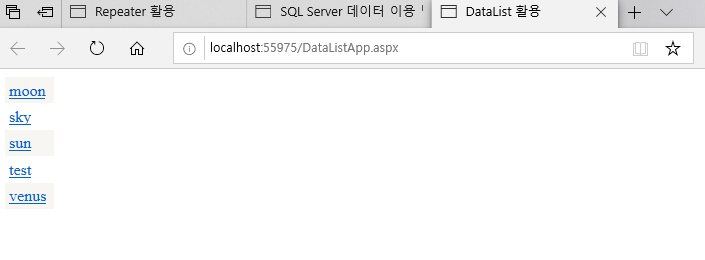 Repeater 활용
SQL Server 데이터 이용
DataList 활용
localhost:55975/DataListApp.aspx
moon
sky
sun
test
venus